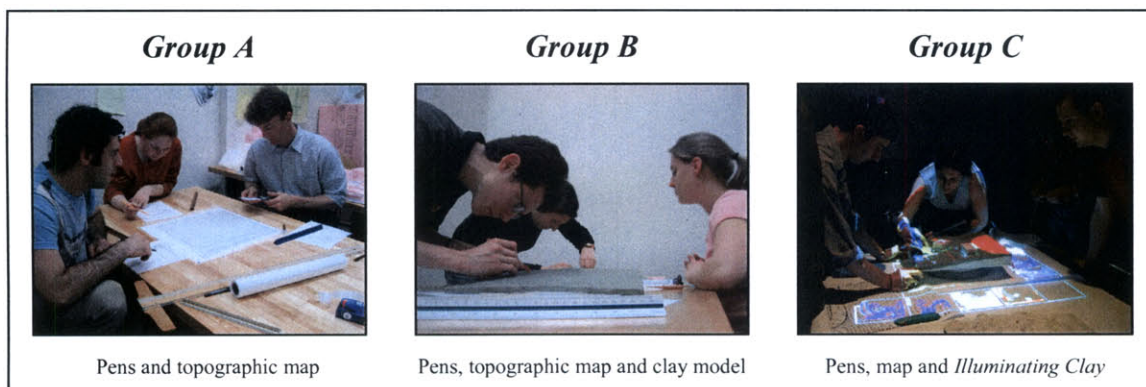 Group A
Group B
Group C
Pens and topographic map
Pens, topographic map and clay model
Pens, map and Illuminating Clay